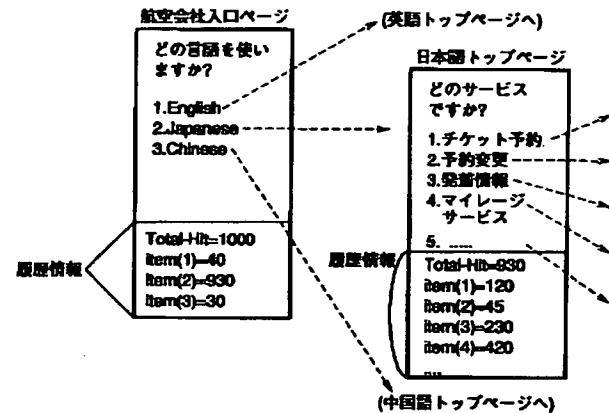 航空会社入口ページ
どの言語を使い
ますか?
1.English
2.Japanese
3.Chinese
履歴情報
Total-Hit=1000
item(1)=40
item(2)=930
item(3)=30
(英語トップページへ)
日本語トップページ
どのサービス
ですか?
1.チケット予約
2.予約変更
3.発着情報
4.マイレージ
サービス
5. .....
履歴情報
Total-Hit=930
item(1)=120
item(2)=45
item(3)=230
item(4)=420
....
(中国語トップページへ)